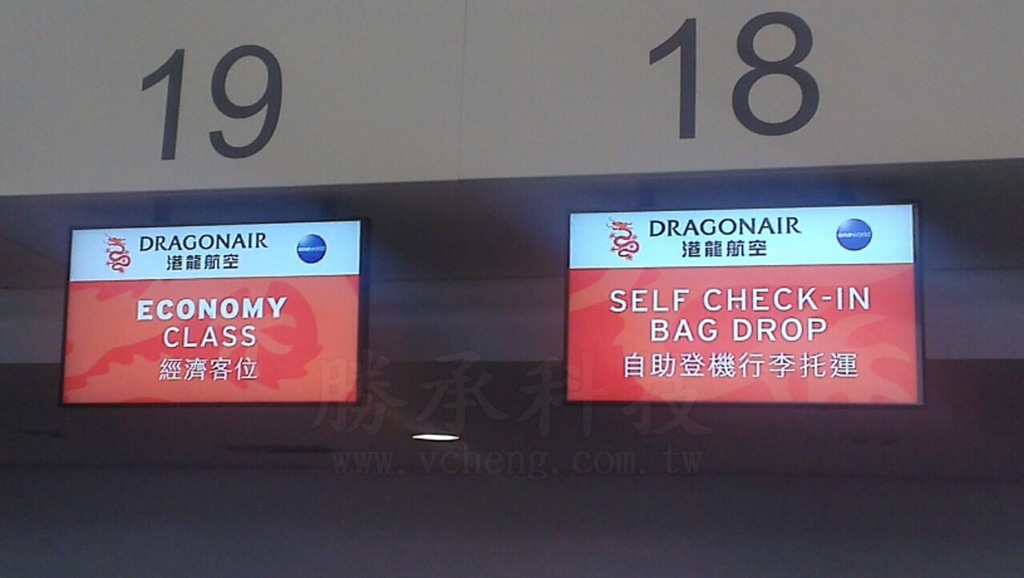 19
DRAGONAIR
港龍航空
oneworld
ECONOMY
CLASS
經濟客位
18
DRAGONAIR
港龍航空
oneworld
SELF CHECK-IN
BAG DROP
自助登機行李托運
勝承科技
www.vcheng.com.tw